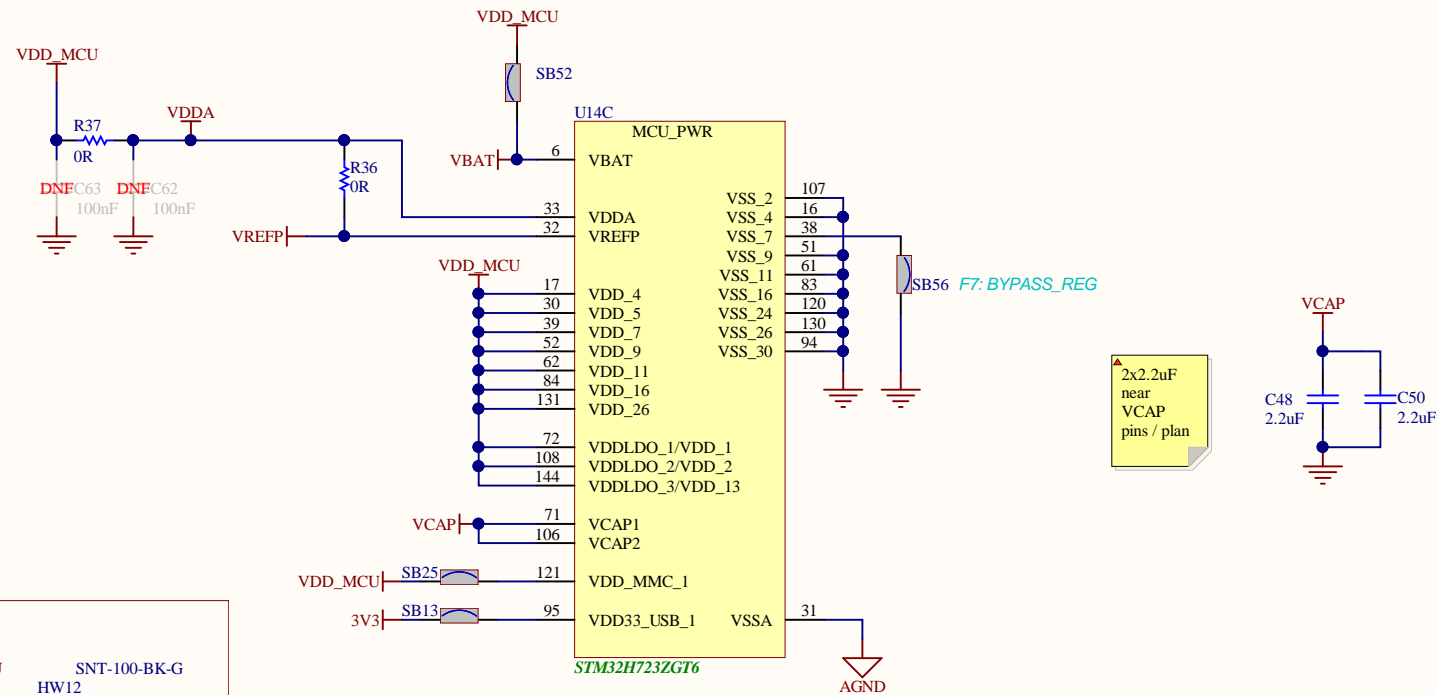 VDD_MCU
SB52
VDD_MCU
R37
0R
VDDA
DNF C63
100nF
DNF C62
100nF
R36
0R
VREFP
VBAT
U14C
MCU_PWR
6 VBAT
33 VDDA
32 VREFP
VDD_MCU
17 VDD_4
30 VDD_5
39 VDD_7
52 VDD_9
62 VDD_11
84 VDD_16
131 VDD_26
72 VDDLDO_1/VDD_1
108 VDDLDO_2/VDD_2
144 VDDLDO_3/VDD_13
VCAP
71 VCAP1
106 VCAP2
VDD_MCU SB25 121 VDD_MMC_1
3V3 SB13 95 VDD33_USB_1
VSS_2 107
VSS_4 16
VSS_7 38
VSS_9 51
VSS_11 61
VSS_16 83
VSS_24 120
VSS_26 130
VSS_30 94
VSSA 31
AGND
STM32H723ZGT6
SB56 F7: BYPASS_REG
2x2.2uF
near
VCAP
pins / plan
VCAP
C48
2.2uF
C50
2.2uF
SNT-100-BK-G
HW12